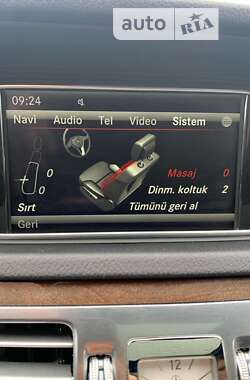 auto RIA
09:24
Navi Audio Tel Video Sistem
0 Masaj 0
0 Dinm. koltuk 2
Sırt Tümünü geri al
Geri
12